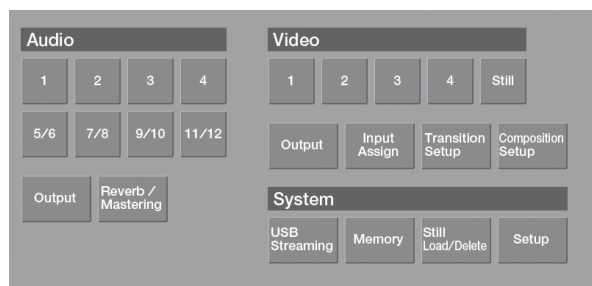 Audio
1 2 3 4
5/6 7/8 9/10 11/12
Output
Reverb /
Mastering
Video
1 2 3 4 Still
Output
Input
Assign
Transition
Setup
Composition
Setup
System
USB
Streaming
Memory
Still
Load/Delete
Setup